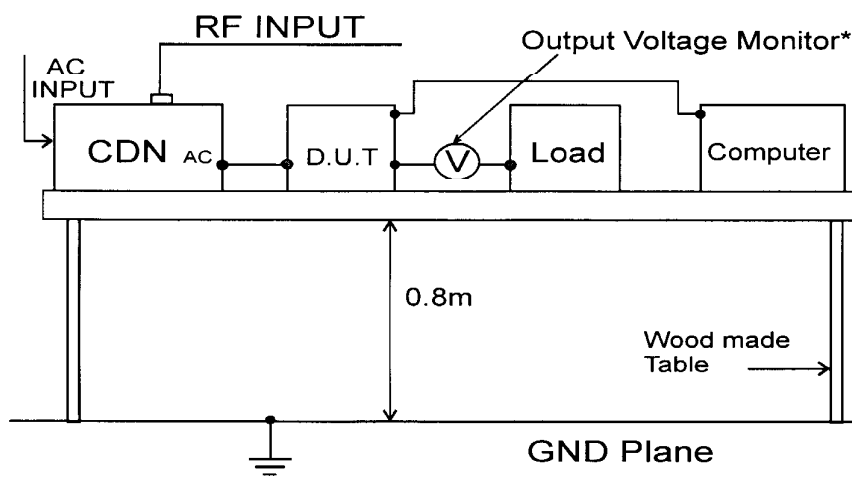 RF INPUT
Output Voltage Monitor*
AC
INPUT
CDN AC
D.U.T
V
Load
Computer
0.8m
Wood made
Table
GND Plane